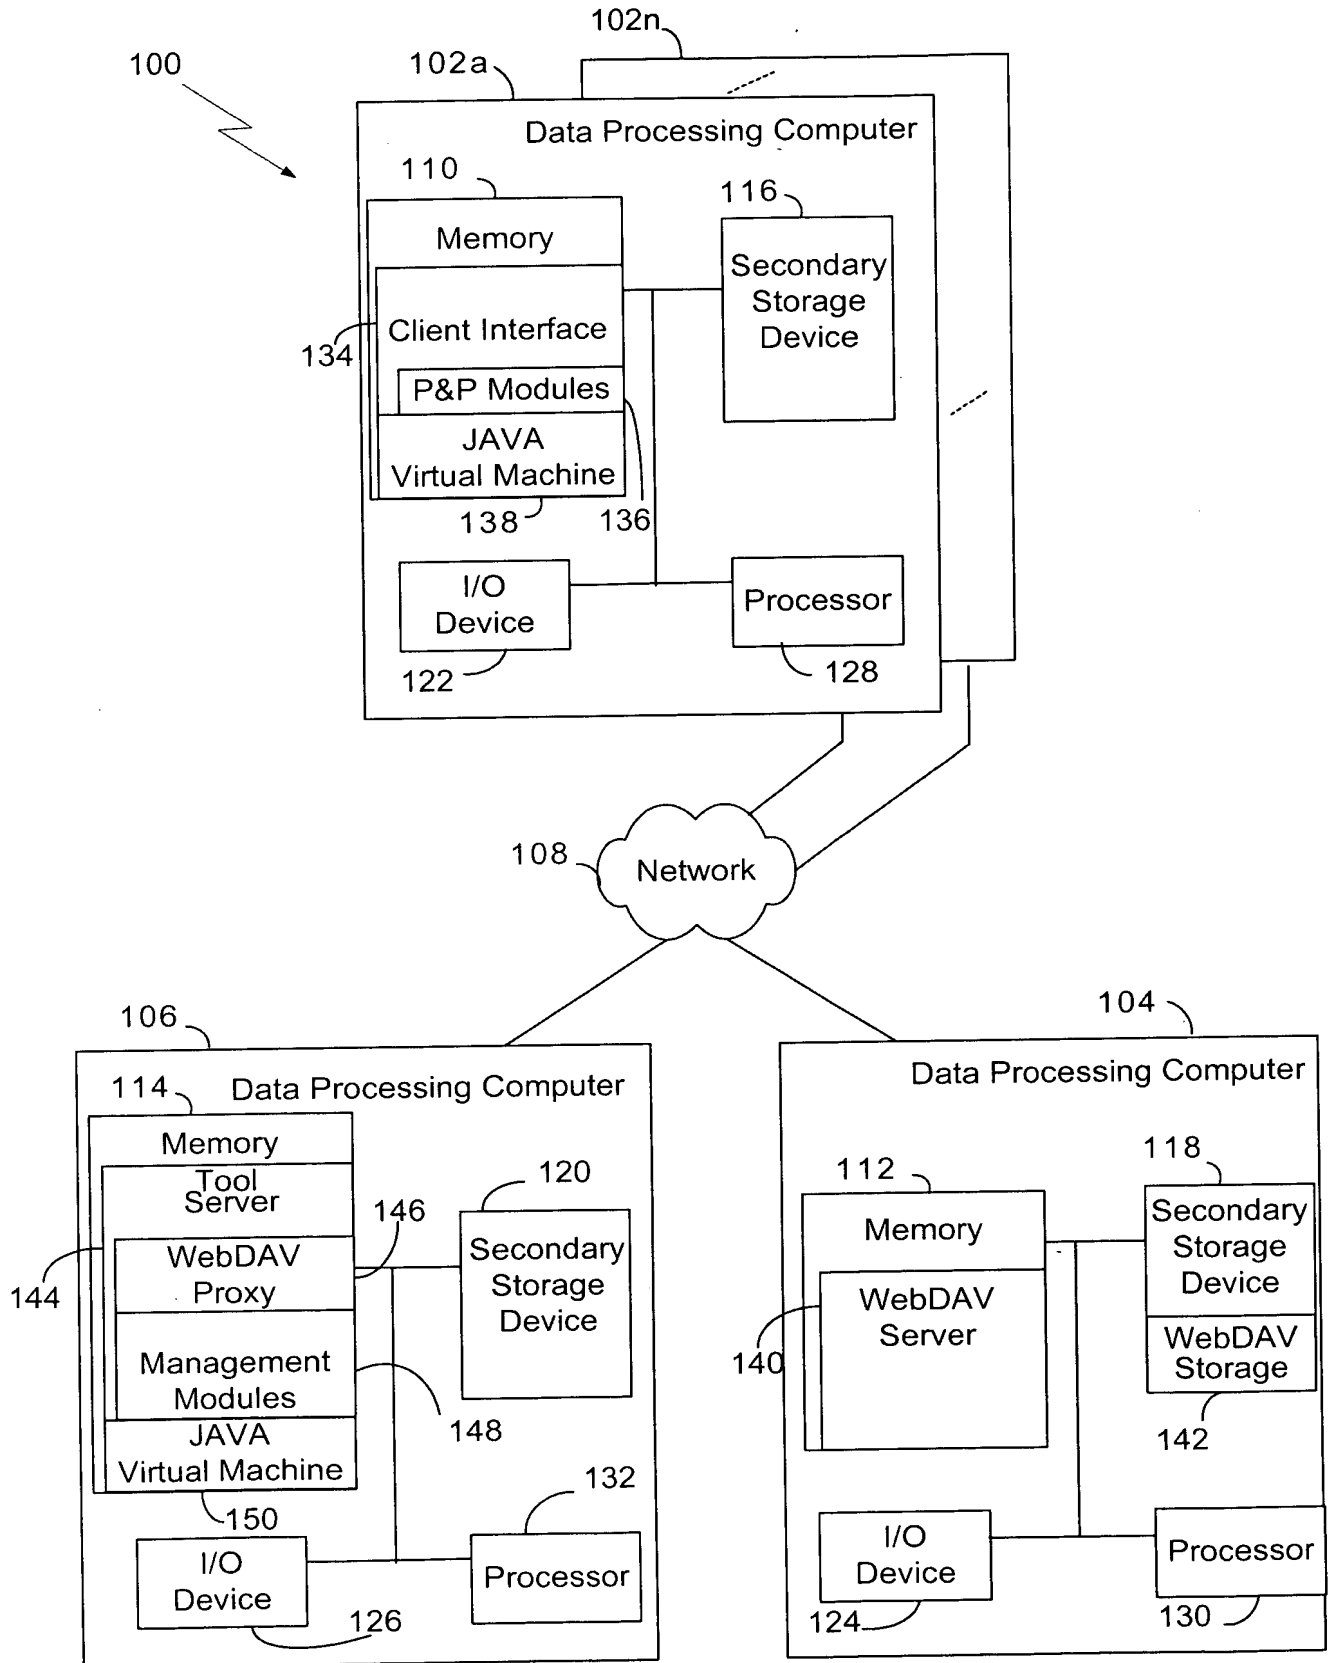 102n
100
102a
Data Processing Computer
110
116
Memory
Secondary
Storage
Device
Client Interface
134
P&P Modules
JAVA
Virtual Machine
138
136
I/O
Device
Processor
122
128
108
Network
106
104
Data Processing Computer
114
Memory
Tool
Server
120
146
WebDAV
Proxy
Secondary
Storage
Device
144
Management
Modules
148
JAVA
Virtual Machine
132
150
I/O
Device
Processor
126
Data Processing Computer
118
112
Memory
Secondary
Storage
Device
WebDAV
Server
140
WebDAV
Storage
142
I/O
Device
Processor
124
130